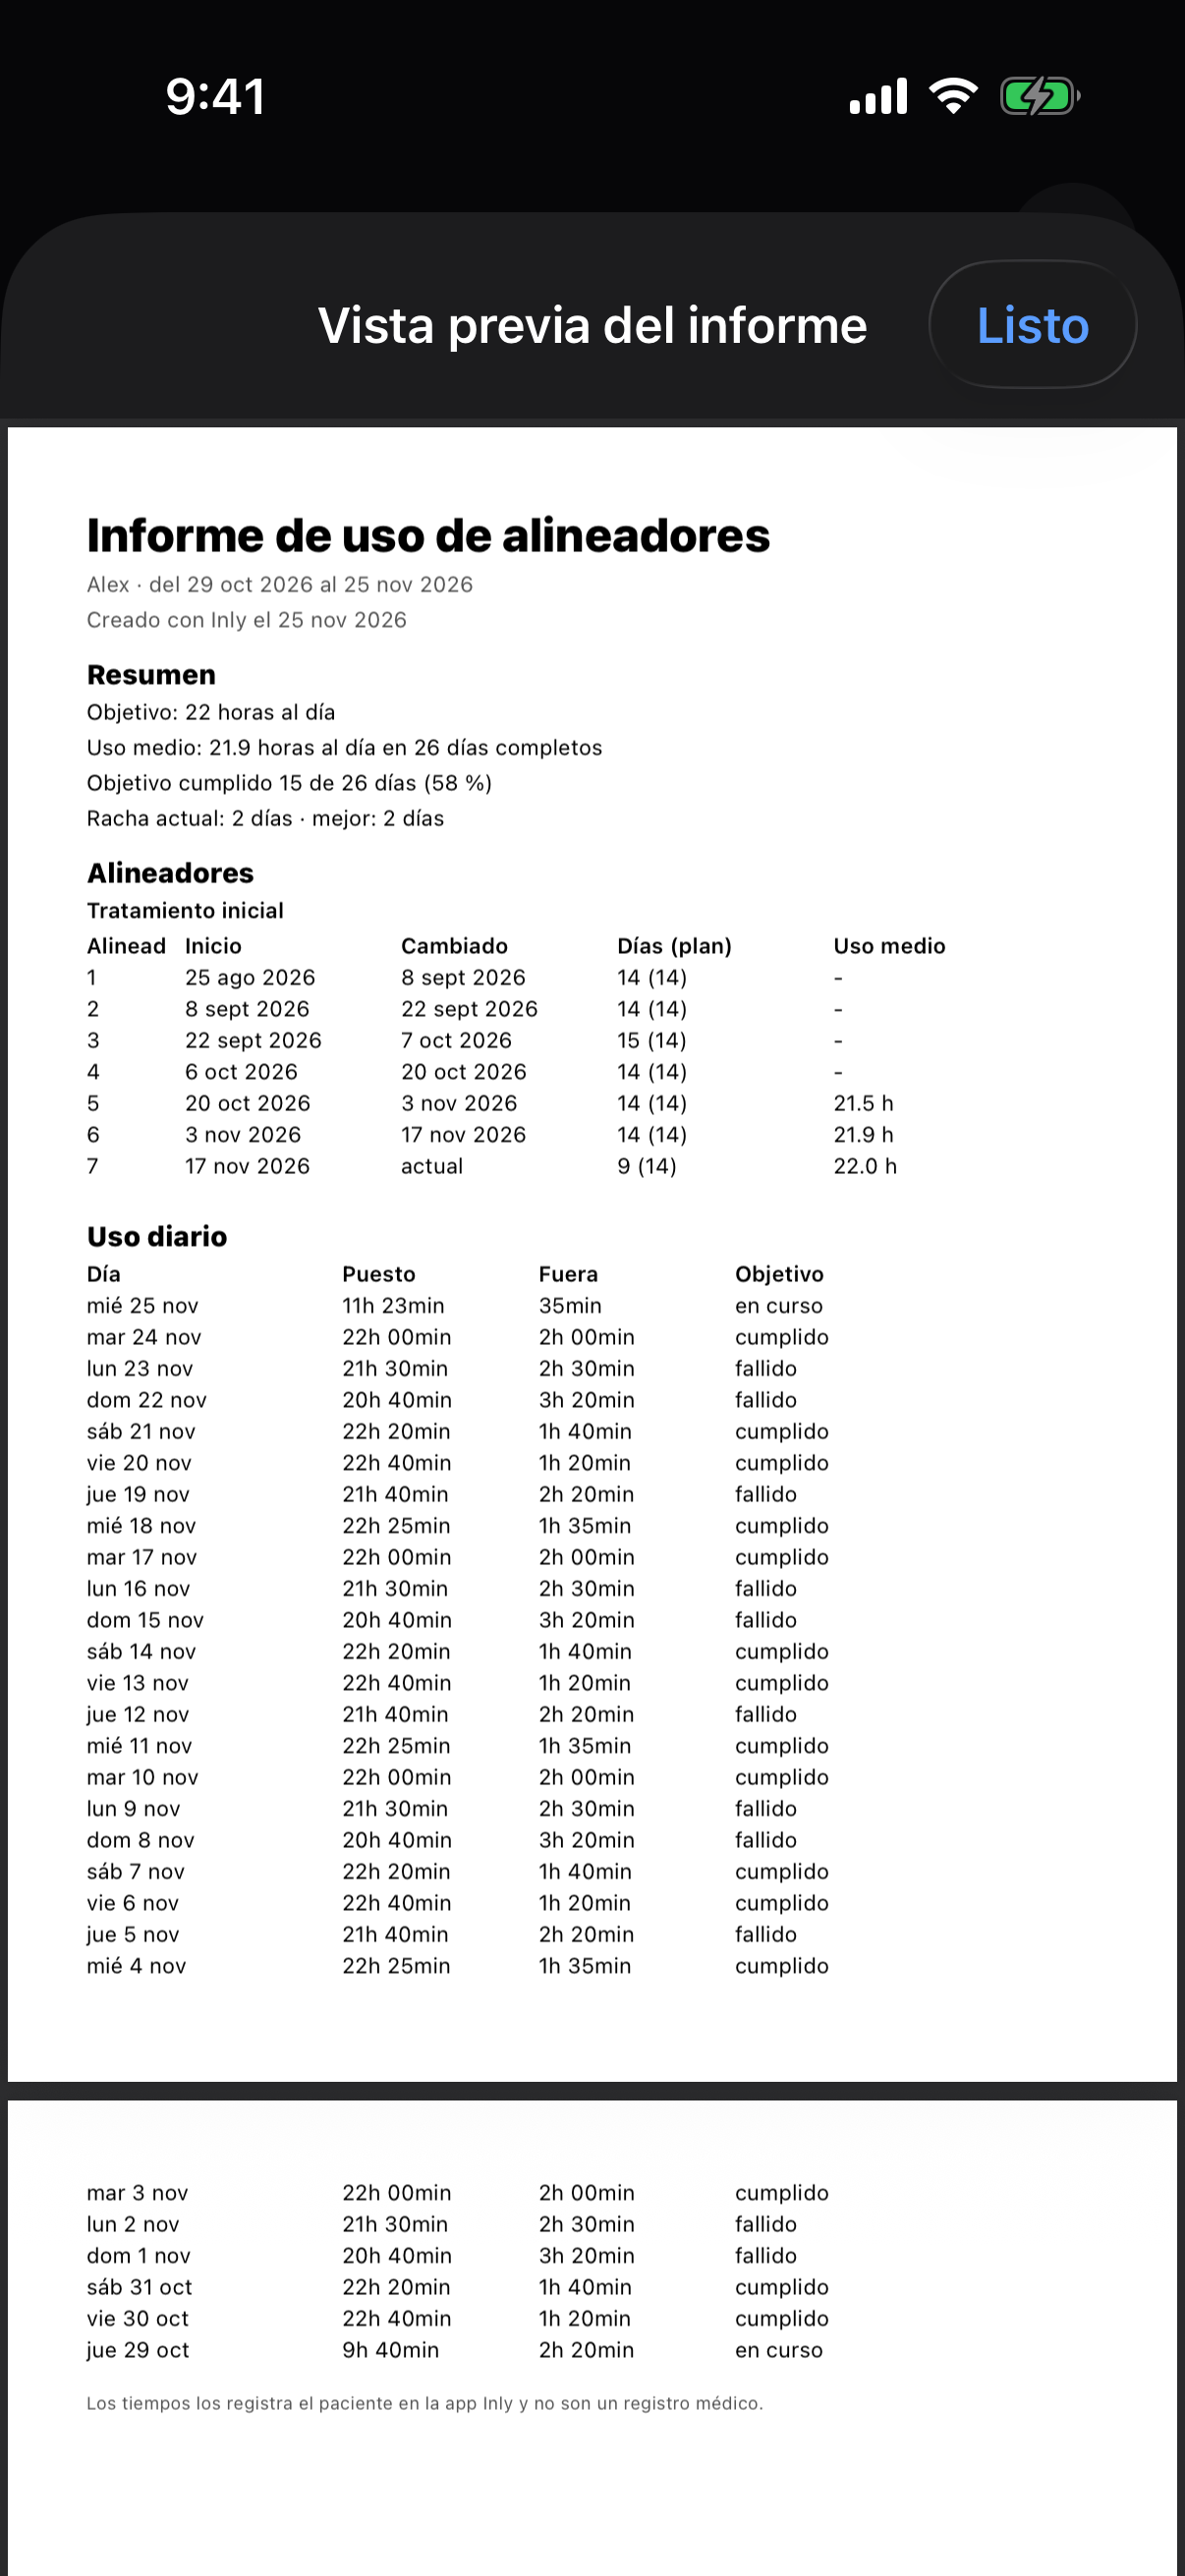 9:41
Vista previa del informe
Listo
Informe de uso de alineadores
Alex · del 29 oct 2026 al 25 nov 2026
Creado con Inly el 25 nov 2026
Resumen
Objetivo: 22 horas al día
Uso medio: 21.9 horas al día en 26 días completos
Objetivo cumplido 15 de 26 días (58 %)
Racha actual: 2 días · mejor: 2 días
Alineadores
Tratamiento inicial
Alinead Inicio Cambiado Días (plan) Uso medio
1 25 ago 2026 8 sept 2026 14 (14) -
2 8 sept 2026 22 sept 2026 14 (14) -
3 22 sept 2026 7 oct 2026 15 (14) -
4 6 oct 2026 20 oct 2026 14 (14) -
5 20 oct 2026 3 nov 2026 14 (14) 21.5 h
6 3 nov 2026 17 nov 2026 14 (14) 21.9 h
7 17 nov 2026 actual 9 (14) 22.0 h
Uso diario
Día Puesto Fuera Objetivo
mié 25 nov 11h 23min 35min en curso
mar 24 nov 22h 00min 2h 00min cumplido
lun 23 nov 21h 30min 2h 30min fallido
dom 22 nov 20h 40min 3h 20min fallido
sáb 21 nov 22h 20min 1h 40min cumplido
vie 20 nov 22h 40min 1h 20min cumplido
jue 19 nov 21h 40min 2h 20min fallido
mié 18 nov 22h 25min 1h 35min cumplido
mar 17 nov 22h 00min 2h 00min cumplido
lun 16 nov 21h 30min 2h 30min fallido
dom 15 nov 20h 40min 3h 20min fallido
sáb 14 nov 22h 20min 1h 40min cumplido
vie 13 nov 22h 40min 1h 20min cumplido
jue 12 nov 21h 40min 2h 20min fallido
mié 11 nov 22h 25min 1h 35min cumplido
mar 10 nov 22h 00min 2h 00min cumplido
lun 9 nov 21h 30min 2h 30min fallido
dom 8 nov 20h 40min 3h 20min fallido
sáb 7 nov 22h 20min 1h 40min cumplido
vie 6 nov 22h 40min 1h 20min cumplido
jue 5 nov 21h 40min 2h 20min fallido
mié 4 nov 22h 25min 1h 35min cumplido
mar 3 nov 22h 00min 2h 00min cumplido
lun 2 nov 21h 30min 2h 30min fallido
dom 1 nov 20h 40min 3h 20min fallido
sáb 31 oct 22h 20min 1h 40min cumplido
vie 30 oct 22h 40min 1h 20min cumplido
jue 29 oct 9h 40min 2h 20min en curso
Los tiempos los registra el paciente en la app Inly y no son un registro médico.